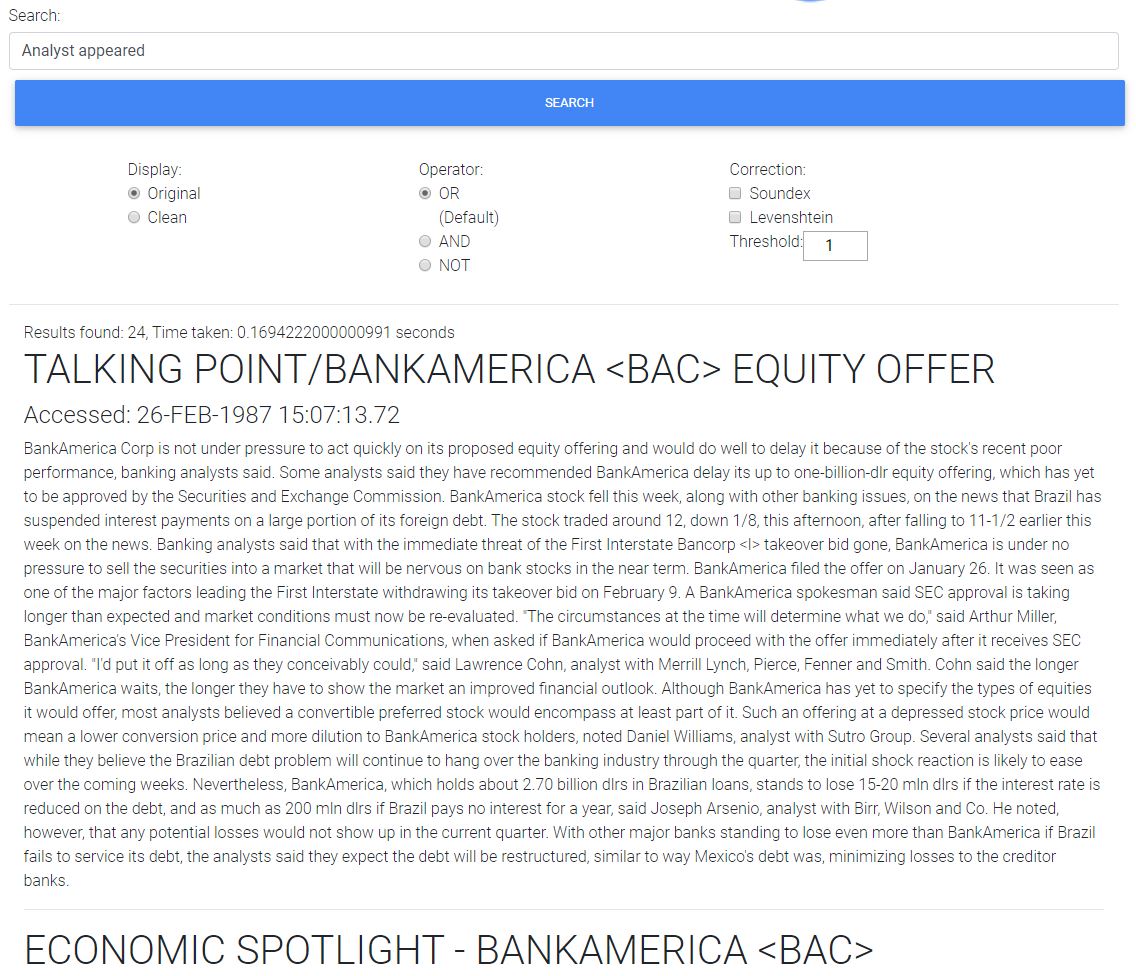 Search:
Analyst appeared
SEARCH
Display:
Original
Clean
Operator:
OR
(Default)
AND
NOT
Correction:
Soundex
Levenshtein
Threshold: 1
Results found: 24, Time taken: 0.1694222000000991 seconds
TALKING POINT/BANKAMERICA <BAC> EQUITY OFFER
Accessed: 26-FEB-1987 15:07:13.72
BankAmerica Corp is not under pressure to act quickly on its proposed equity offering and would do well to delay it because of the stock's recent poor
performance, banking analysts said. Some analysts said they have recommended BankAmerica delay its up to one-billion-dlr equity offering, which has yet
to be approved by the Securities and Exchange Commission. BankAmerica stock fell this week, along with other banking issues, on the news that Brazil has
suspended interest payments on a large portion of its foreign debt. The stock traded around 12, down 1/8, this afternoon, after falling to 11-1/2 earlier this
week on the news. Banking analysts said that with the immediate threat of the First Interstate Bancorp <I> takeover bid gone, BankAmerica is under no
pressure to sell the securities into a market that will be nervous on bank stocks in the near term. BankAmerica filed the offer on January 26. It was seen as
one of the major factors leading the First Interstate withdrawing its takeover bid on February 9. A BankAmerica spokesman said SEC approval is taking
longer than expected and market conditions must now be re-evaluated. "The circumstances at the time will determine what we do," said Arthur Miller,
BankAmerica's Vice President for Financial Communications, when asked if BankAmerica would proceed with the offer immediately after it receives SEC
approval. "I'd put it off as long as they conceivably could," said Lawrence Cohn, analyst with Merrill Lynch, Pierce, Fenner and Smith. Cohn said the longer
BankAmerica waits, the longer they have to show the market an improved financial outlook. Although BankAmerica has yet to specify the types of equities
it would offer, most analysts believed a convertible preferred stock would encompass at least part of it. Such an offering at a depressed stock price would
mean a lower conversion price and more dilution to BankAmerica stock holders, noted Daniel Williams, analyst with Sutro Group. Several analysts said that
while they believe the Brazilian debt problem will continue to hang over the banking industry through the quarter, the initial shock reaction is likely to ease
over the coming weeks. Nevertheless, BankAmerica, which holds about 2.70 billion dlrs in Brazilian loans, stands to lose 15-20 mln dlrs if the interest rate is
reduced on the debt, and as much as 200 mln dlrs if Brazil pays no interest for a year, said Joseph Arsenio, analyst with Birr, Wilson and Co. He noted,
however, that any potential losses would not show up in the current quarter. With other major banks standing to lose even more than BankAmerica if Brazil
fails to service its debt, the analysts said they expect the debt will be restructured, similar to way Mexico's debt was, minimizing losses to the creditor
banks.
ECONOMIC SPOTLIGHT - BANKAMERICA <BAC>